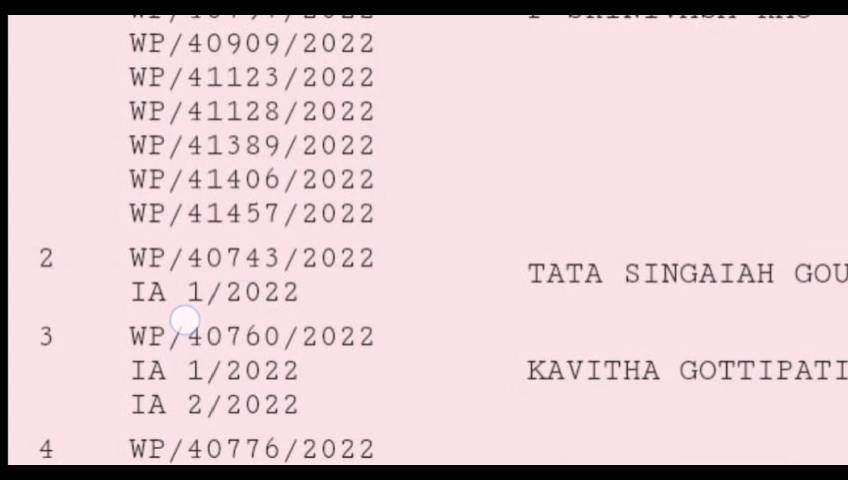 WP/40909/2022
WP/41123/2022
WP/41128/2022
WP/41389/2022
WP/41406/2022
WP/41457/2022
2 WP/40743/2022 TATA SINGAIAH GOU
IA 1/2022
3 WP/40760/2022
IA 1/2022 KAVITHA GOTTIPATI
IA 2/2022
4 WP/40776/2022